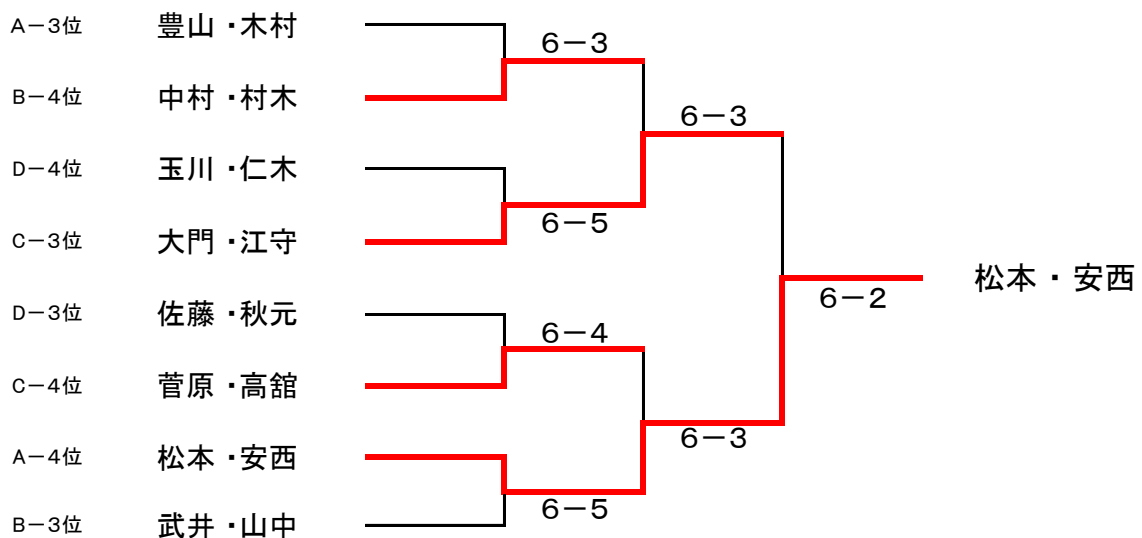 A－3位 豊山・木村
6－3
B－4位 中村・村木
6－3
D－4位 玉川・仁木
6－5
C－3位 大門・江守
松本・安西
6－2
D－3位 佐藤・秋元
6－4
C－4位 菅原・高舘
6－3
A－4位 松本・安西
6－5
B－3位 武井・山中